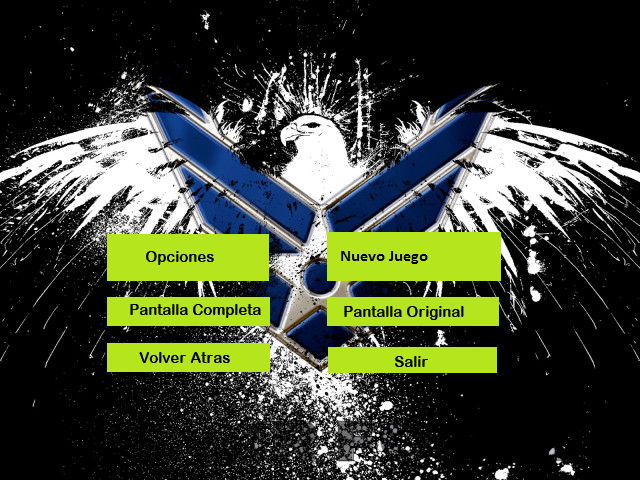 Opciones
Nuevo Juego
Pantalla Completa
Pantalla Original
Volver Atras
Salir